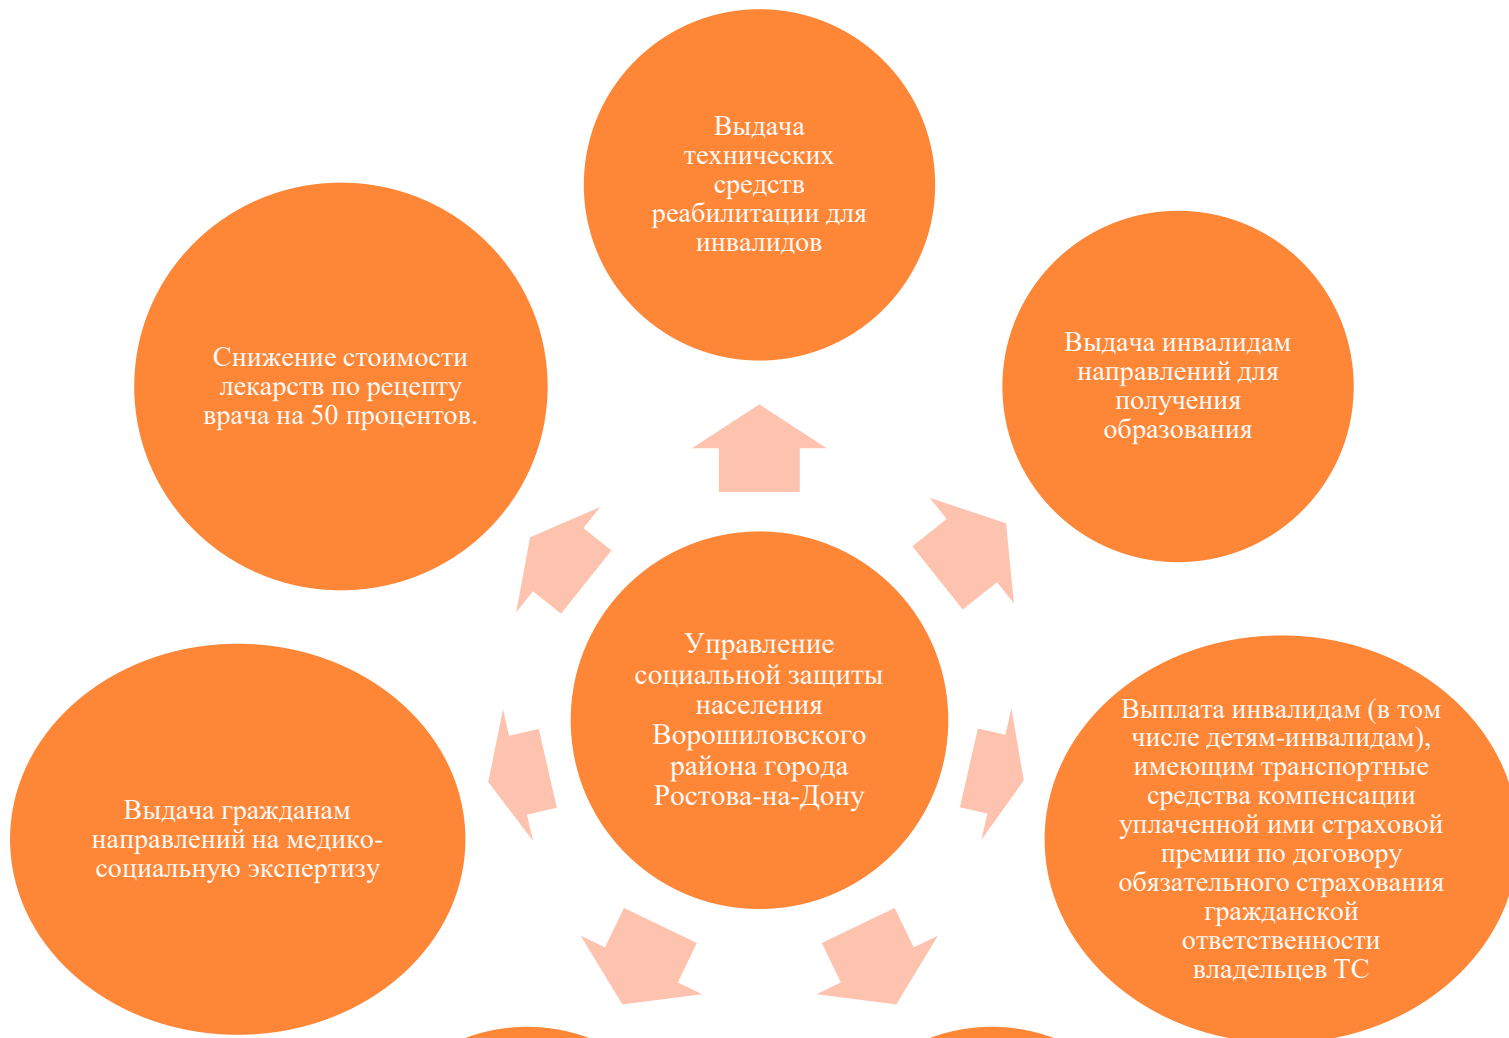 Выдача
технических
средств
реабилитации для
инвалидов
Выдача инвалидам
направлений для
получения
образования
Снижение стоимости
лекарств по рецепту
врача на 50 процентов.
Управление
социальной защиты
населения
Ворошиловского
района города
Ростова-на-Дону
Выплата инвалидам (в том
числе детям-инвалидам),
имеющим транспортные
средства компенсации
уплаченной ими страховой
премии по договору
обязательного страхования
гражданской
ответственности
владельцев ТС
Выдача гражданам
направлений на медико-
социальную экспертизу